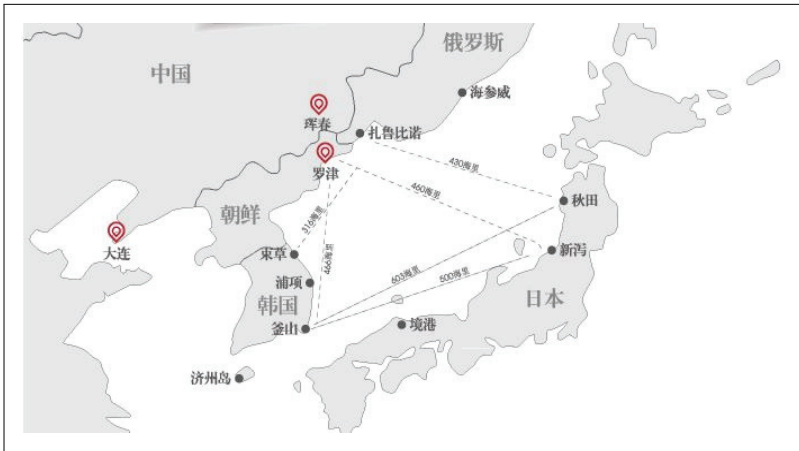 俄罗斯
中国
海参威
珲春
扎鲁比诺
罗津
430海里
460海里
朝鲜
秋田
316海里
大连
束草
466海里
新泻
浦项
603海里
500海里
韩国
日本
釜山
境港
济州岛